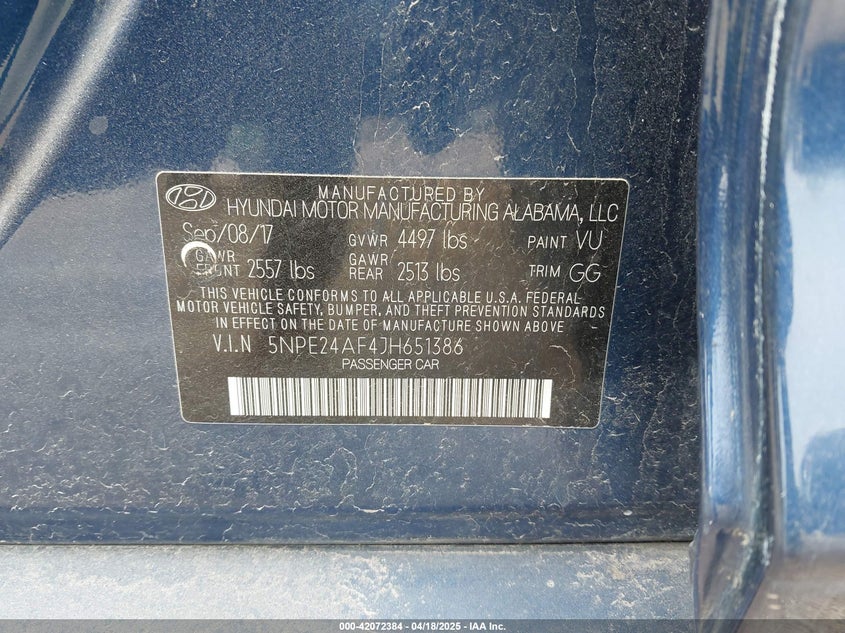 MANUFACTURED BY
HYUNDAI MOTOR MANUFACTURING ALABAMA, LLC
Sep/08/17 GVWR 4497 lbs PAINT VU
GAWR FRONT 2557 lbs GAWR REAR 2513 lbs TRIM GG
THIS VEHICLE CONFORMS TO ALL APPLICABLE U.S.A. FEDERAL
MOTOR VEHICLE SAFETY, BUMPER, AND THEFT PREVENTION STANDARDS
IN EFFECT ON THE DATE OF MANUFACTURE SHOWN ABOVE
V.I.N 5NPE24AF4JH651386
PASSENGER CAR
000-42072384 - 04/18/2025 - IAA Inc.